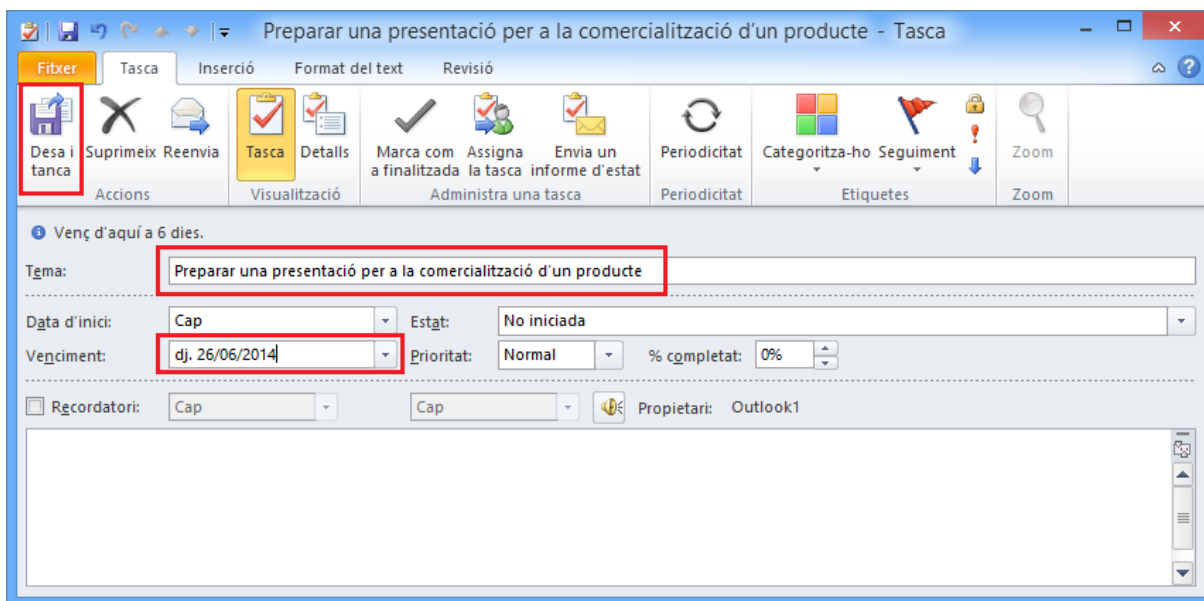 Preparar una presentació per a la comercialització d'un producte - Tasca
Fitxer Tasca Inserció Format del text Revisió
Desa i tanca Suprimeix Reenvia Tasca Detalls Marca com a finalitzada Assigna la tasca Envia un informe d'estat Periodicitat Categoritza-ho Seguiment Zoom
Accions Visualització Administra una tasca Periodicitat Etiquetes Zoom
Venç d'aquí a 6 dies.
Tema: Preparar una presentació per a la comercialització d'un producte
Data d'inici: Cap Estat: No iniciada
Venciment: dj. 26/06/2014 Prioritat: Normal % completat: 0%
Recordatori: Cap Cap Propietari: Outlook1